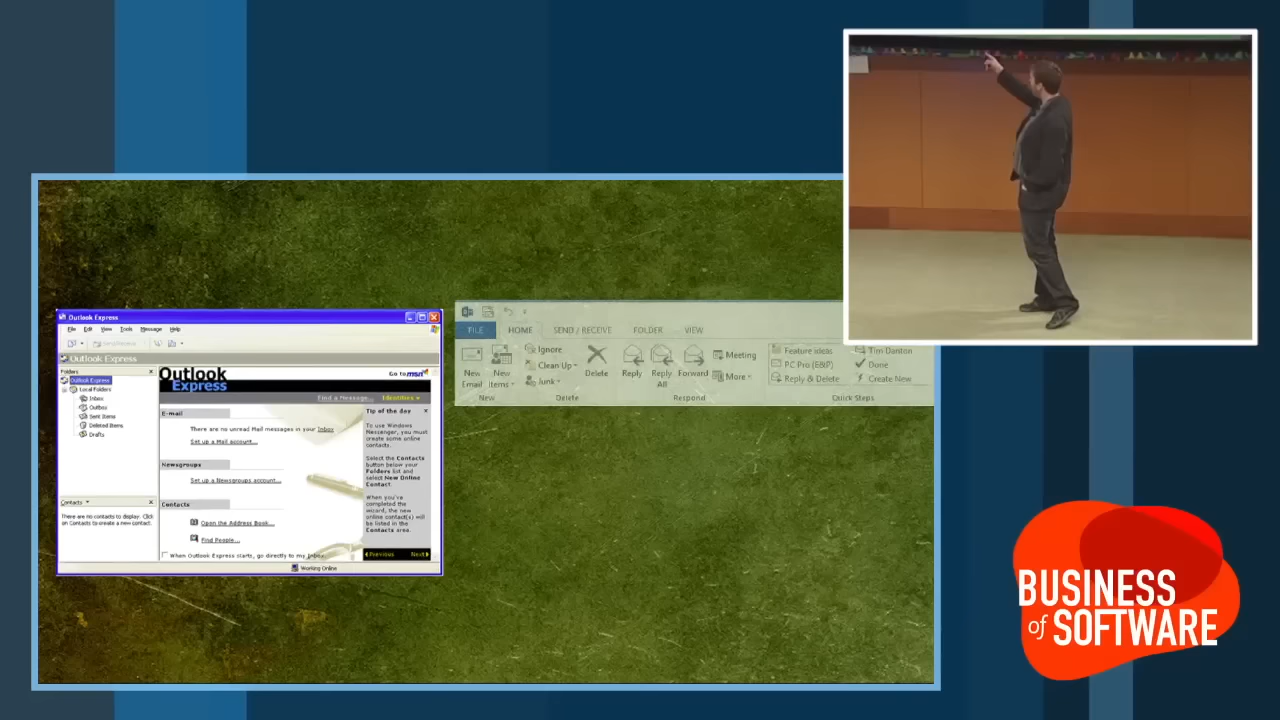 Outlook Express
File Edit View Tools Message Help
Outlook Express
Folders
Outlook Express
Local Folders
Inbox
Outbox
Sent Items
Deleted Items
Drafts
Contacts
There are no contacts to display. Click
on Contacts to create a new contact.
Outlook
Express
Go to msn
Find a Message... Identities
E-mail
There are no unread Mail messages in your Inbox
Set up a Mail account...
Newsgroups
Set up a Newsgroups account...
Contacts
Open the Address Book...
Find People...
When Outlook Express starts, go directly to my Inbox.
Tip of the day
To use Windows
Messenger, you must
create some online
contacts.
Select the Contacts
button below your
Folders list and
select New Online
Contact.
When you've
completed the
wizard, the new
online contact(s) will
be listed in the
Contacts area.
Previous Next
Working Online
FILE HOME SEND / RECEIVE FOLDER VIEW
New
Email
New
Items
New
Ignore
Clean Up
Junk
Delete
Delete
Reply
Reply
All
Forward
Meeting
More
Respond
Feature ideas
PC Pro (E&P)
Reply & Delete
Tim Danton
Done
Create New
Quick Steps
BUSINESS
of SOFTWARE